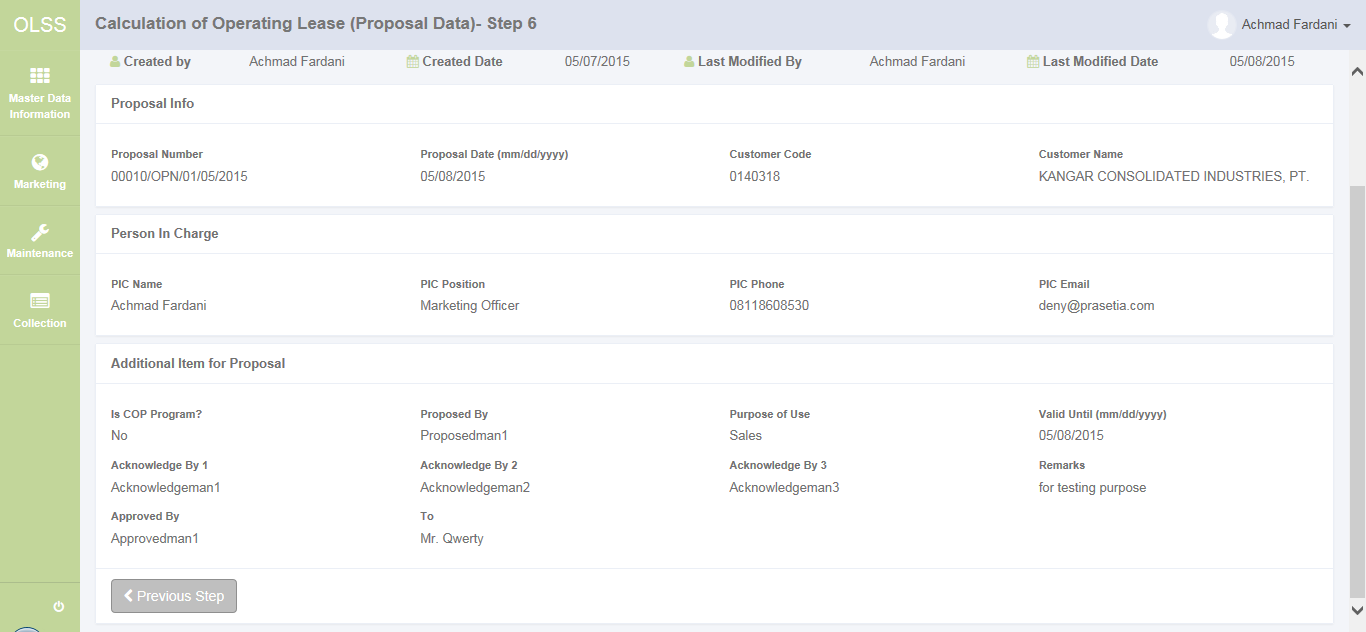 OLSS
Calculation of Operating Lease (Proposal Data)- Step 6
Achmad Fardani
Master Data
Information
Marketing
Maintenance
Collection
Created by Achmad Fardani Created Date 05/07/2015 Last Modified By Achmad Fardani Last Modified Date 05/08/2015
Proposal Info
Proposal Number Proposal Date (mm/dd/yyyy) Customer Code Customer Name
00010/OPN/01/05/2015 05/08/2015 0140318 KANGAR CONSOLIDATED INDUSTRIES, PT.
Person In Charge
PIC Name PIC Position PIC Phone PIC Email
Achmad Fardani Marketing Officer 08118608530 deny@prasetia.com
Additional Item for Proposal
Is COP Program? Proposed By Purpose of Use Valid Until (mm/dd/yyyy)
No Proposedman1 Sales 05/08/2015
Acknowledge By 1 Acknowledge By 2 Acknowledge By 3 Remarks
Acknowledgeman1 Acknowledgeman2 Acknowledgeman3 for testing purpose
Approved By To
Approvedman1 Mr. Qwerty
Previous Step